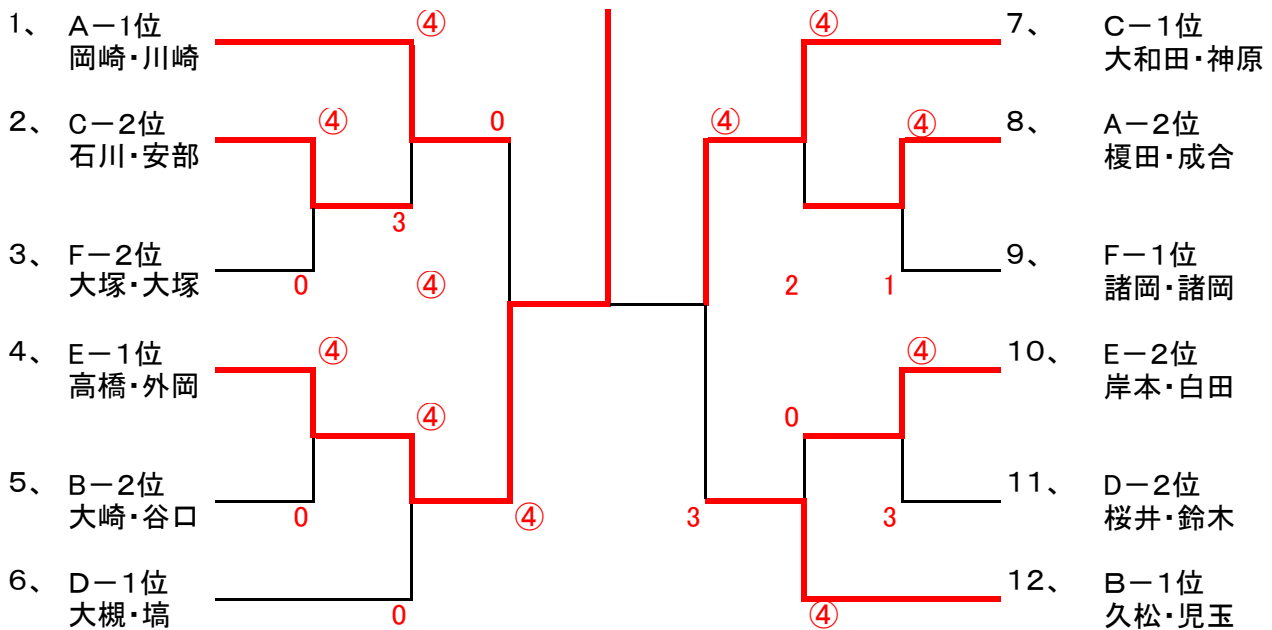 1、 A－1位
岡崎・川崎
④
2、 C－2位
石川・安部
④
0
3
3、 F－2位
大塚・大塚
0
④
4、 E－1位
高橋・外岡
④
④
5、 B－2位
大崎・谷口
0
④
6、 D－1位
大槻・塙
0
④
7、 C－1位
大和田・神原
④
④
8、 A－2位
榎田・成合
9、 F－1位
諸岡・諸岡
2
1
④
10、 E－2位
岸本・白田
0
11、 D－2位
桜井・鈴木
3
3
12、 B－1位
久松・児玉
④